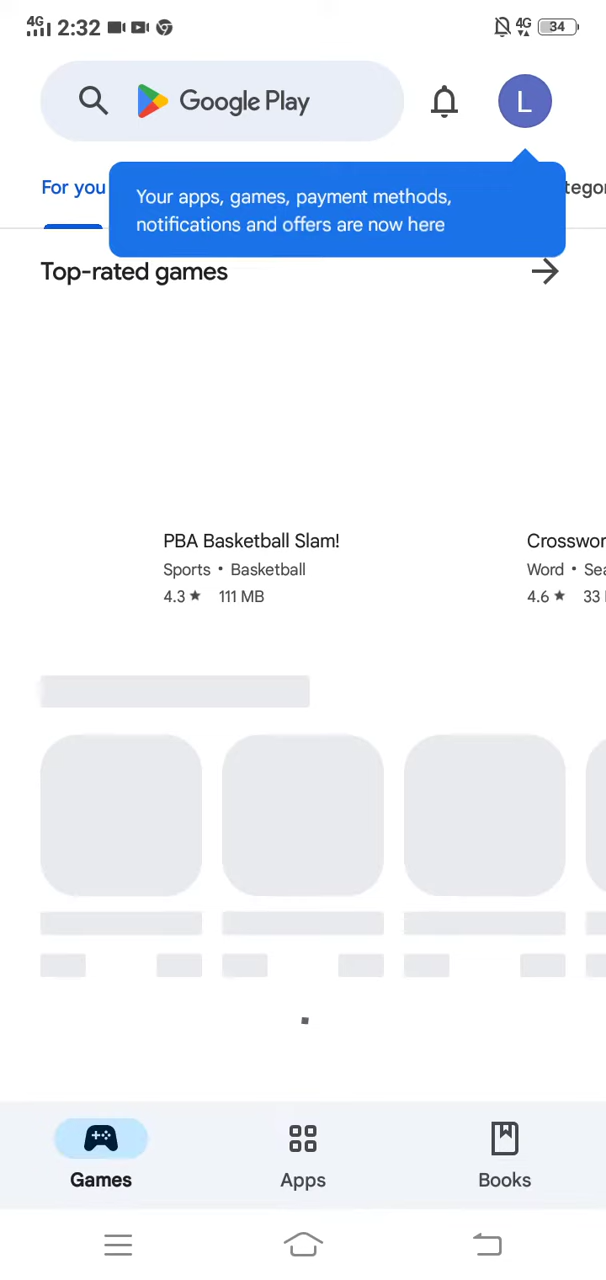 4G 2:32 4G 34
Google Play L
For you
Your apps, games, payment methods,
notifications and offers are now here
Top-rated games
PBA Basketball Slam!
Sports • Basketball
4.3 ★ 111 MB
Word •
4.6 ★ 33
Games Apps Books